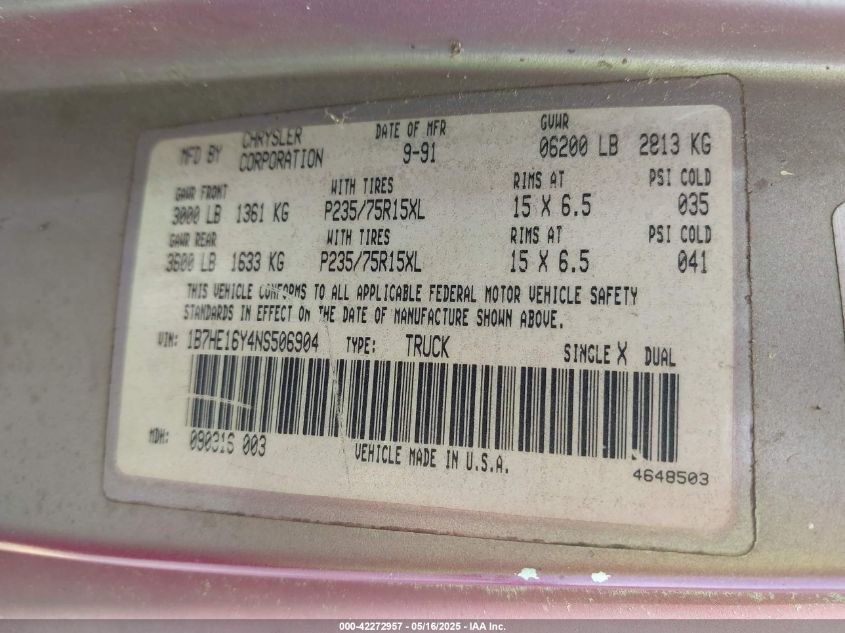 MFD BY CHRYSLER CORPORATION DATE OF MFR 9-91 GVWR 06200 LB 2813 KG
GAWR FRONT WITH TIRES RIMS AT PSI COLD
3000 LB 1361 KG P235/75R15XL 15 X 6.5 035
GAWR REAR WITH TIRES RIMS AT PSI COLD
3600 LB 1633 KG P235/75R15XL 15 X 6.5 041
THIS VEHICLE CONFORMS TO ALL APPLICABLE FEDERAL MOTOR VEHICLE SAFETY
STANDARDS IN EFFECT ON THE DATE OF MANUFACTURE SHOWN ABOVE.
VIN: 1B7HE16Y4NS506904 TYPE: TRUCK SINGLE X DUAL
MDH: 090316 003 VEHICLE MADE IN U.S.A. 4648503
000-42272957 - 05/16/2025 - IAA Inc.